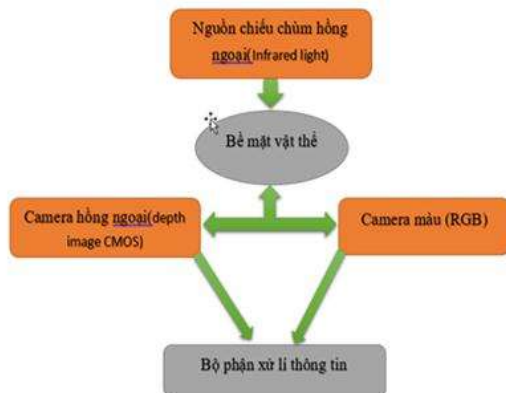 Nguồn chiếu chùm hồng
ngoại(Infrared light)
Bề mặt vật thể
Camera hồng ngoại(depth
image CMOS)
Camera màu (RGB)
Bộ phận xử lí thông tin